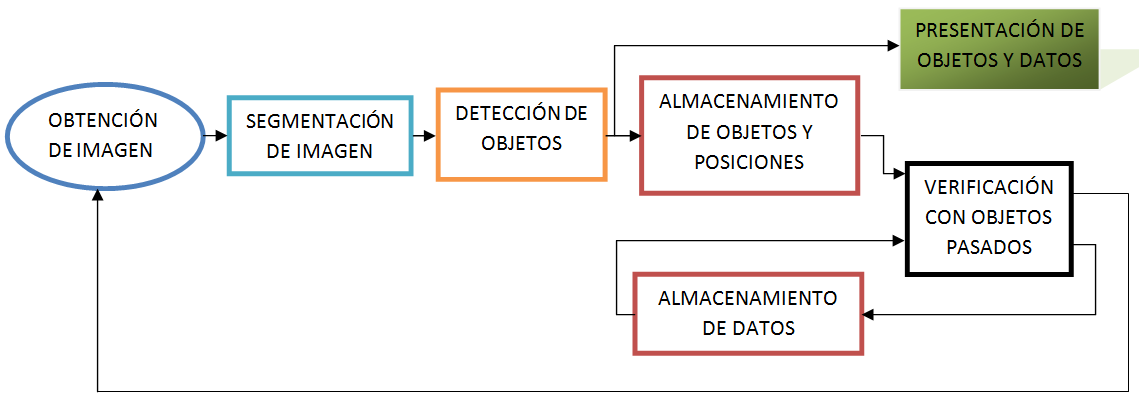 OBTENCIÓN
DE IMAGEN
SEGMENTACIÓN
DE IMAGEN
DETECCIÓN DE
OBJETOS
ALMACENAMIENTO
DE OBJETOS Y
POSICIONES
PRESENTACIÓN DE
OBJETOS Y DATOS
VERIFICACIÓN
CON OBJETOS
PASADOS
ALMACENAMIENTO
DE DATOS